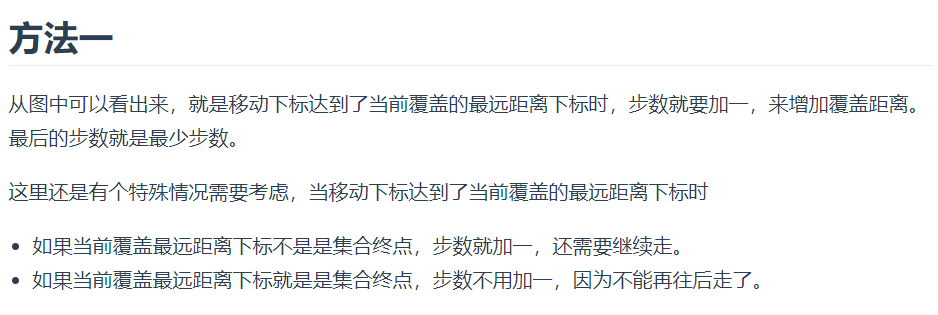 方法一
从图中可以看出来，就是移动下标达到了当前覆盖的最远距离下标时，步数就要加一，来增加覆盖距离。
最后的步数就是最少步数。
这里还是有个特殊情况需要考虑，当移动下标达到了当前覆盖的最远距离下标时
• 如果当前覆盖最远距离下标不是是集合终点，步数就加一，还需要继续走。
• 如果当前覆盖最远距离下标就是是集合终点，步数不用加一，因为不能再往后走了。